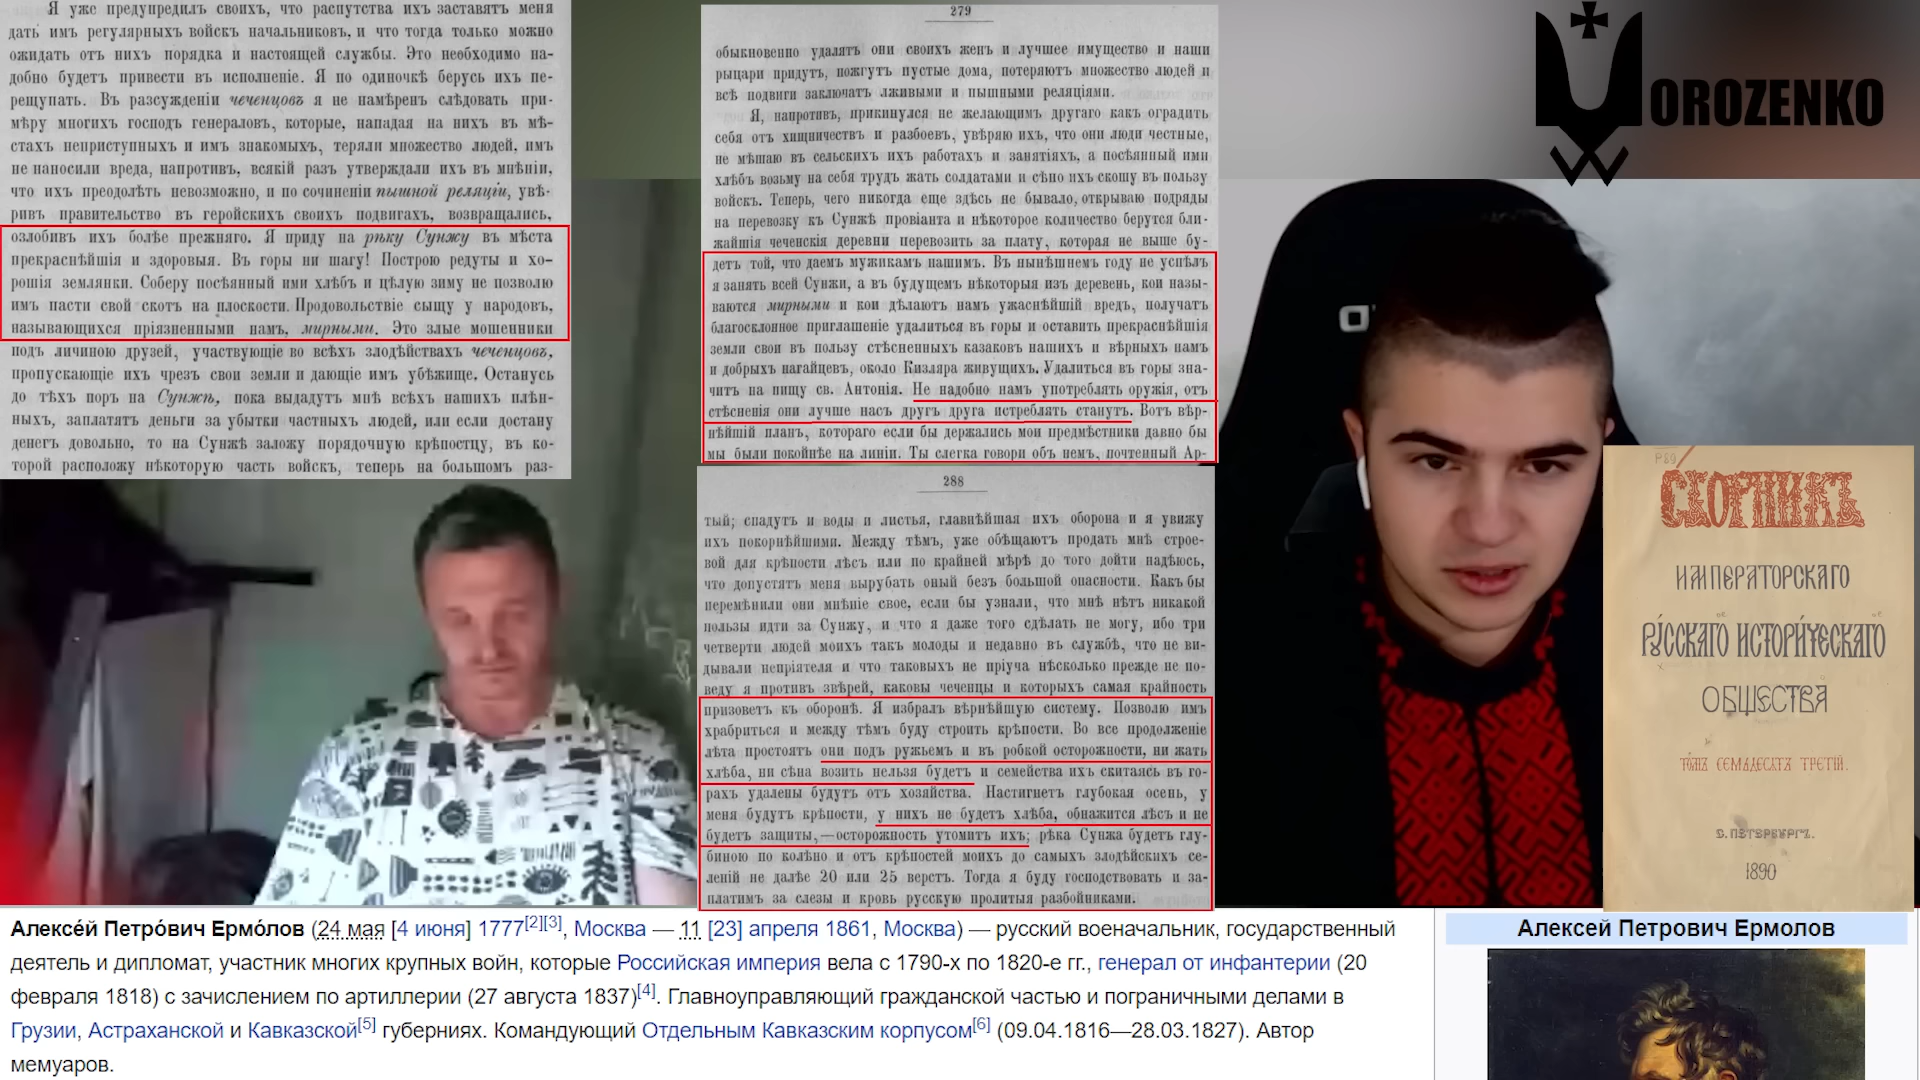 Я уже предупредилъ своихъ, что распутства ихъ заставятъ меня
дать имъ регулярныхъ войскъ начальниковъ, и что тогда только можно
ожидать отъ нихъ порядка и настоящей службы. Это необходимо на-
добно будетъ привести въ исполненіе. Я по одиночкѣ берусь ихъ пе-
рещупать. Въ разсужденіи чеченцовъ я не намѣренъ слѣдовать при-
мѣру многихъ господъ генераловъ, которые, нападая на нихъ въ мѣ-
стахъ неприступныхъ и имъ знакомыхъ, теряли множество людей, имъ
не наносили вреда, напротивъ, всякій разъ утверждали ихъ въ мнѣніи,
что ихъ преодолѣть невозможно, и по сочиненіи пышной реляціи, увѣ-
ривъ правительство въ геройскихъ своихъ подвигахъ, возвращались,
озлобивъ ихъ болѣе прежняго. Я приду на рѣку Сунжу въ мѣста
прекраснѣйшія и здоровыя. Въ горы ни шагу! Построю редуты и хо-
рошія землянки. Соберу посѣянный ими хлѣбъ и цѣлую зиму не позволю
имъ пасти свой скотъ на плоскости. Продовольствіе сыщу у народовъ,
называющихся пріязненными намъ, мирными. Это злые мошенники
подъ личиною друзей, участвующіе во всѣхъ злодѣйствахъ чеченцовъ,
пропускающіе ихъ чрезъ свои земли и дающіе имъ убѣжище. Останусь
до тѣхъ поръ на Сунжѣ, пока выдадутъ мнѣ всѣхъ нашихъ плѣн-
ныхъ, заплатятъ деньги за убытки частныхъ людей, или если достану
денегъ довольно, то на Сунжѣ заложу порядочную крѣпостцу, въ ко-
торой расположу нѣкоторую часть войскъ, теперь на большомъ раз-
279
обыкновенно удалятъ они своихъ женъ и лучшее имущество и наши
рыцари придутъ, пожгутъ пустые дома, потеряютъ множество людей и
всѣ подвиги заключатъ лживыми и пышными реляціями.
Я, напротивъ, прикинулся не желающимъ другаго какъ оградить
себя отъ хищничествъ и разбоевъ, увѣряю ихъ, что они люди честные,
не мѣшаю въ сельскихъ ихъ работахъ и занятіяхъ, а посѣянный ими
хлѣбъ возьму на себя трудъ жать солдатами и сѣно ихъ скошу въ пользу
войскъ. Теперь, чего никогда еще здѣсь не бывало, открываю подряды
на перевозку къ Сунжѣ провіанта и нѣкоторое количество берутся бли-
жайшія чеченскія деревни перевозить за плату, которая не выше бу-
детъ той, что даемъ мужикамъ нашимъ. Въ нынѣшнемъ году не успѣлъ
я занять всей Сунжи, а въ будущемъ нѣкоторыя изъ деревень, кои назы-
ваются мирными и кои дѣлаютъ намъ ужаснѣйшій вредъ, получатъ
благосклонное приглашеніе удалиться въ горы и оставить прекраснѣйшія
земли свои въ пользу стѣсненныхъ казаковъ нашихъ и вѣрныхъ намъ
и добрыхъ нагайцевъ, около Кизляра живущихъ. Удалиться въ горы зна-
читъ на пищу св. Антонія. Не надобно намъ употреблять оружія, отъ
стѣсненія они лучше насъ другъ друга истреблять станутъ. Вотъ вѣр-
нѣйшій планъ, котораго если бы держались мои предмѣстники давно бы
мы были покойнѣе на линіи. Ты слегка говори объ немъ, почтенный Ар-
288
тый; спадутъ и воды и листья, главнѣйшая ихъ оборона и я увижу
ихъ покорнѣйшими. Между тѣмъ, уже обѣщаютъ продать мнѣ строе-
вой для крѣпости лѣсъ или по крайней мѣрѣ до того дойти надѣюсь,
что допустятъ меня вырубать оный безъ большой опасности. Какъ бы
перемѣнили они мнѣніе свое, если бы узнали, что мнѣ нѣтъ никакой
пользы идти за Сунжу, и что я даже того сдѣлать не могу, ибо три
четверти людей моихъ такъ молоды и недавно въ службѣ, что не ви-
дывали непріятеля и что таковыхъ не пріуча нѣсколько прежде не по-
веду я противъ звѣрей, каковы чеченцы и которыхъ самая крайность
призоветъ къ оборонѣ. Я избралъ вѣрнѣйшую систему. Позволю имъ
храбриться и между тѣмъ буду строить крѣпости. Во все продолженіе
лѣта простоятъ они подъ ружьемъ и въ робкой осторожности, ни жать
хлѣба, ни сѣна возить нельзя будетъ и семейства ихъ скитаясь въ го-
рахъ удалены будутъ отъ хозяйства. Настигнетъ глубокая осень, у
меня будутъ крѣпости, у нихъ не будетъ хлѣба, обнажится лѣсъ и не
будетъ защиты,—осторожность утомитъ ихъ; рѣка Сунжа будетъ глу-
биною по колѣно и отъ крѣпостей моихъ до самыхъ злодѣйскихъ се-
леній не далѣе 20 или 25 верстъ. Тогда я буду господствовать и за-
платимъ за слезы и кровь русскую пролитыя разбойниками.
MOROZENKO
СБОРНИКЪ
ИМПЕРАТОРСКАГО
РУССКАГО ИСТОРИЧЕСКАГО
ОБЩЕСТВА
ТОМЪ СЕМЬДЕСЯТЪ ТРЕТІЙ.
С. ПЕТЕРБУРГЪ.
1890
Алексе́й Петро́вич Ермо́лов (24 мая [4 июня] 1777[2][3], Москва — 11 [23] апреля 1861, Москва) — русский военачальник, государственный
деятель и дипломат, участник многих крупных войн, которые Российская империя вела с 1790-х по 1820-е гг., генерал от инфантерии (20
февраля 1818) с зачислением по артиллерии (27 августа 1837)[4]. Главноуправляющий гражданской частью и пограничными делами в
Грузии, Астраханской и Кавказской[5] губерниях. Командующий Отдельным Кавказским корпусом[6] (09.04.1816—28.03.1827). Автор
мемуаров.
Алексей Петрович Ермолов